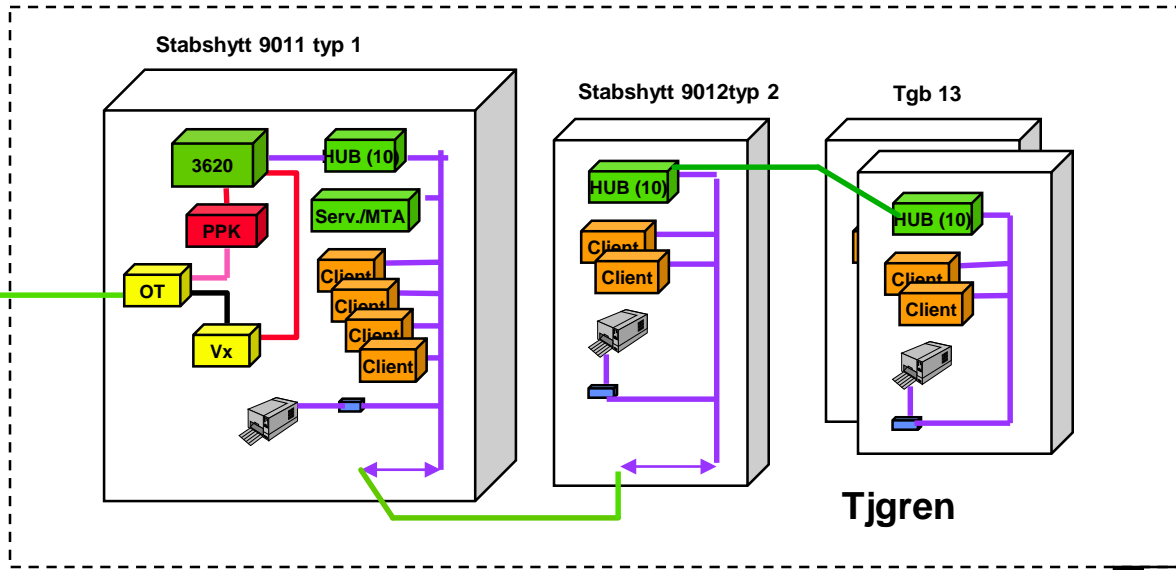 Stabshytt 9011 typ 1
3620
HUB (10)
Serv./MTA
PPK
OT
Vx
Client
Client
Client
Client
Stabshytt 9012typ 2
HUB (10)
Client
Client
Tgb 13
HUB (10)
Client
Client
Tjgren